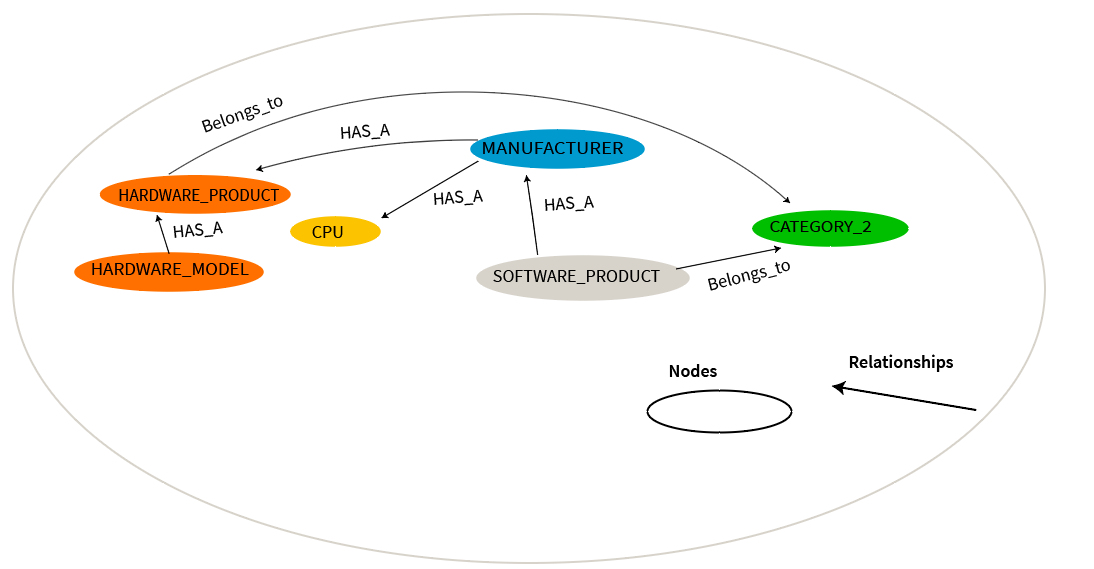 Belongs_to
HAS_A
MANUFACTURER
HARDWARE_PRODUCT
HAS_A
HAS_A
CPU
HAS_A
CATEGORY_2
HARDWARE_MODEL
SOFTWARE_PRODUCT
Belongs_to
Nodes
Relationships